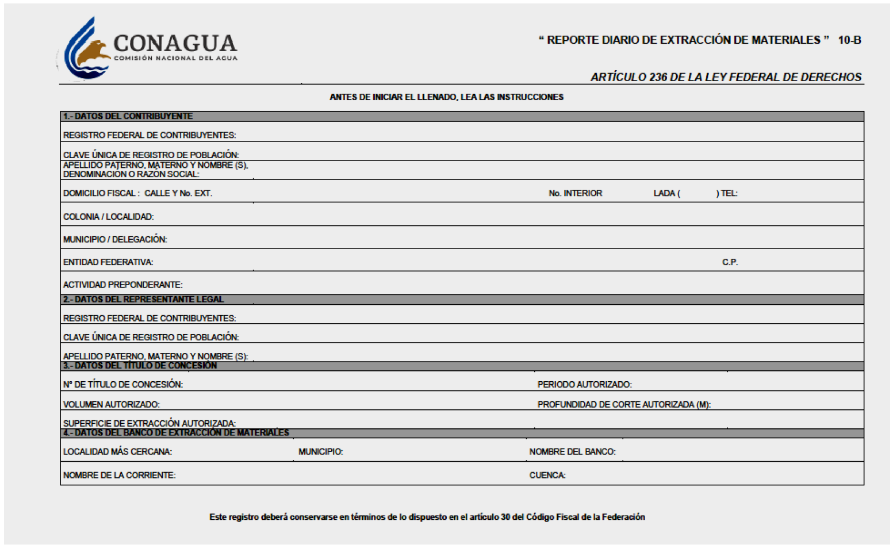 CONAGUA
COMISIÓN NACIONAL DEL AGUA
“ REPORTE DIARIO DE EXTRACCIÓN DE MATERIALES ” 10-B
ARTÍCULO 236 DE LA LEY FEDERAL DE DERECHOS
ANTES DE INICIAR EL LLENADO, LEA LAS INSTRUCCIONES
1.- DATOS DEL CONTRIBUYENTE
REGISTRO FEDERAL DE CONTRIBUYENTES:
CLAVE ÚNICA DE REGISTRO DE POBLACIÓN:
APELLIDO PATERNO, MATERNO Y NOMBRE (S),
DENOMINACIÓN O RAZÓN SOCIAL:
DOMICILIO FISCAL : CALLE Y No. EXT. No. INTERIOR LADA ( ) TEL:
COLONIA / LOCALIDAD:
MUNICIPIO / DELEGACIÓN:
ENTIDAD FEDERATIVA: C.P.
ACTIVIDAD PREPONDERANTE:
2.- DATOS DEL REPRESENTANTE LEGAL
REGISTRO FEDERAL DE CONTRIBUYENTES:
CLAVE ÚNICA DE REGISTRO DE POBLACIÓN:
APELLIDO PATERNO, MATERNO Y NOMBRE (S):
3.- DATOS DEL TÍTULO DE CONCESIÓN
Nº DE TÍTULO DE CONCESIÓN: PERIODO AUTORIZADO:
VOLUMEN AUTORIZADO: PROFUNDIDAD DE CORTE AUTORIZADA (M):
SUPERFICIE DE EXTRACCIÓN AUTORIZADA:
4.- DATOS DEL BANCO DE EXTRACCIÓN DE MATERIALES
LOCALIDAD MÁS CERCANA: MUNICIPIO: NOMBRE DEL BANCO:
NOMBRE DE LA CORRIENTE: CUENCA:
Este registro deberá conservarse en términos de lo dispuesto en el artículo 30 del Código Fiscal de la Federación